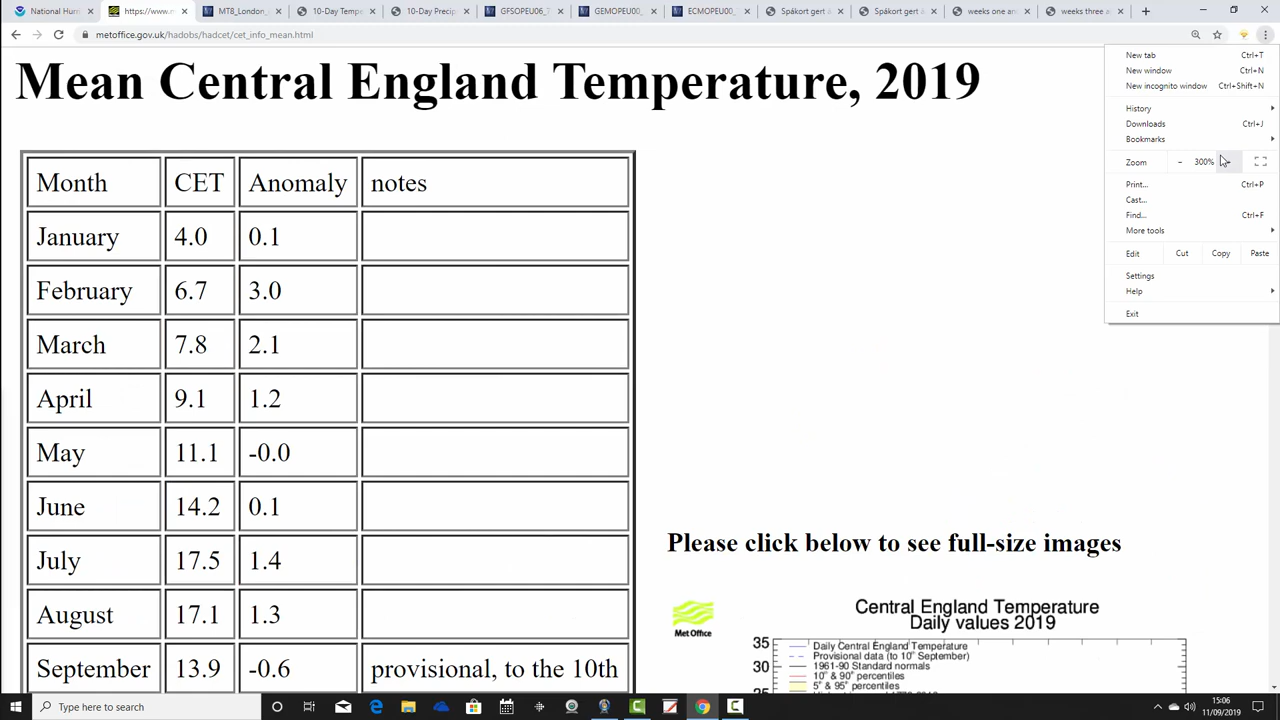 National Hurri
https://www.m
MT8_London_
10-Day Tempe
10-Day Precip
GFSOPEU06_7
GEMOPEU00_
ECMOPEU00_
Spákort gert á
Spákort gert á
weeks one an
weeks three a
metoffice.gov.uk/hadobs/hadcet/cet_info_mean.html
Mean Central England Temperature, 2019
Month CET Anomaly notes
January 4.0 0.1
February 6.7 3.0
March 7.8 2.1
April 9.1 1.2
May 11.1 -0.0
June 14.2 0.1
July 17.5 1.4
August 17.1 1.3
September 13.9 -0.6 provisional, to the 10th
New tab Ctrl+T
New window Ctrl+N
New incognito window Ctrl+Shift+N
History
Downloads Ctrl+J
Bookmarks
Zoom - 300%
Print... Ctrl+P
Cast...
Find... Ctrl+F
More tools
Edit Cut Copy Paste
Settings
Help
Exit
Please click below to see full-size images
Met Office
Central England Temperature
Daily values 2019
35
30
Daily Central England Temperature
Provisional data (to 10th September)
1961-90 Standard normals
10% & 90% percentiles
5% & 95% percentiles
Type here to search
15:06
11/09/2019